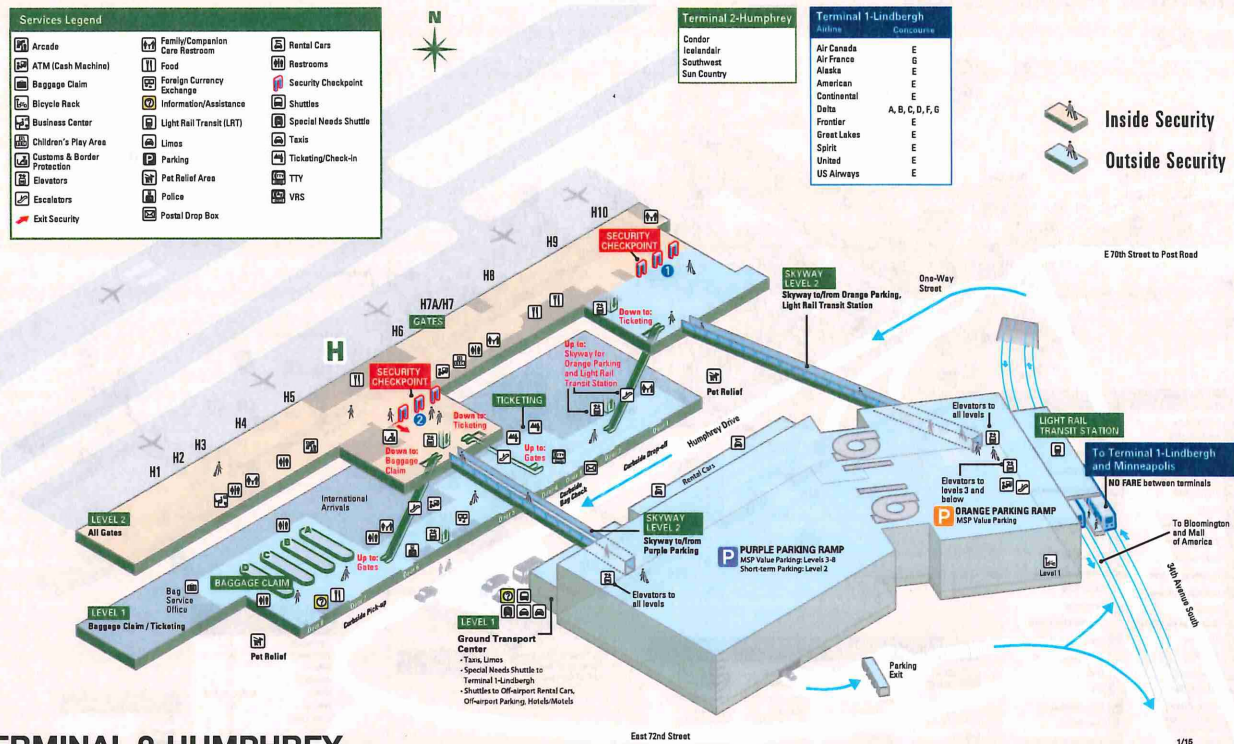 Services Legend
Arcade
ATM (Cash Machine)
Baggage Claim
Bicycle Rack
Business Center
Children's Play Area
Customs & Border
Protection
Elevators
Escalators
Exit Security
Family/Companion
Care Restroom
Food
Foreign Currency
Exchange
Information/Assistance
Light Rail Transit (LRT)
Limos
Parking
Pet Relief Area
Police
Postal Drop Box
Rental Cars
Restrooms
Security Checkpoint
Shuttles
Special Needs Shuttle
Taxis
Ticketing/Check-in
TTY
VRS
N
Terminal 2-Humphrey
Condor
Icelandair
Southwest
Sun Country
Terminal 1-Lindbergh
Airline Concourse
Air Canada E
Air France G
Alaska E
American E
Continental E
Delta A, B, C, D, F, G
Frontier E
Great Lakes E
Spirit E
United E
US Airways E
Inside Security
Outside Security
E 70th Street to Post Road
One-Way
Street
H10
H9
H8
H7A/H7
GATES
H6
H
H5
H4
H3
H2
H1
SECURITY
CHECKPOINT
1
SECURITY
CHECKPOINT
2
SKYWAY
LEVEL 2
Skyway to/from Orange Parking,
Light Rail Transit Station
Down to:
Ticketing
Up to:
Skyway for
Orange Parking
and Light Rail
Transit Station
Pet Relief
TICKETING
Down to:
Ticketing
Up to:
Gates
Down to:
Baggage
Claim
Humphrey Drive
Curbside Drop-off
Curbside
Bag Check
Rental Cars
Elevators to
all levels
LIGHT RAIL
TRANSIT STATION
To Terminal 1-Lindbergh
and Minneapolis
NO FARE between terminals
Elevators to
levels 3 and
below
P ORANGE PARKING RAMP
MSP Value Parking
To Bloomington
and Mall
of America
34th Avenue South
Level 1
LEVEL 2
All Gates
International
Arrivals
Up to:
Gates
BAGGAGE CLAIM
Bag
Service
Office
LEVEL 1
Baggage Claim / Ticketing
Curbside Pick-up
Pet Relief
SKYWAY
LEVEL 2
Skyway to/from
Purple Parking
P PURPLE PARKING RAMP
MSP Value Parking: Levels 3-8
Short-term Parking: Level 2
Elevators to
all levels
LEVEL 1
Ground Transport
Center
• Taxis, Limos
• Special Needs Shuttle to
Terminal 1-Lindbergh
• Shuttles to Off-airport Rental Cars,
Off-airport Parking, Hotels/Motels
Parking
Exit
East 72nd Street
1/15